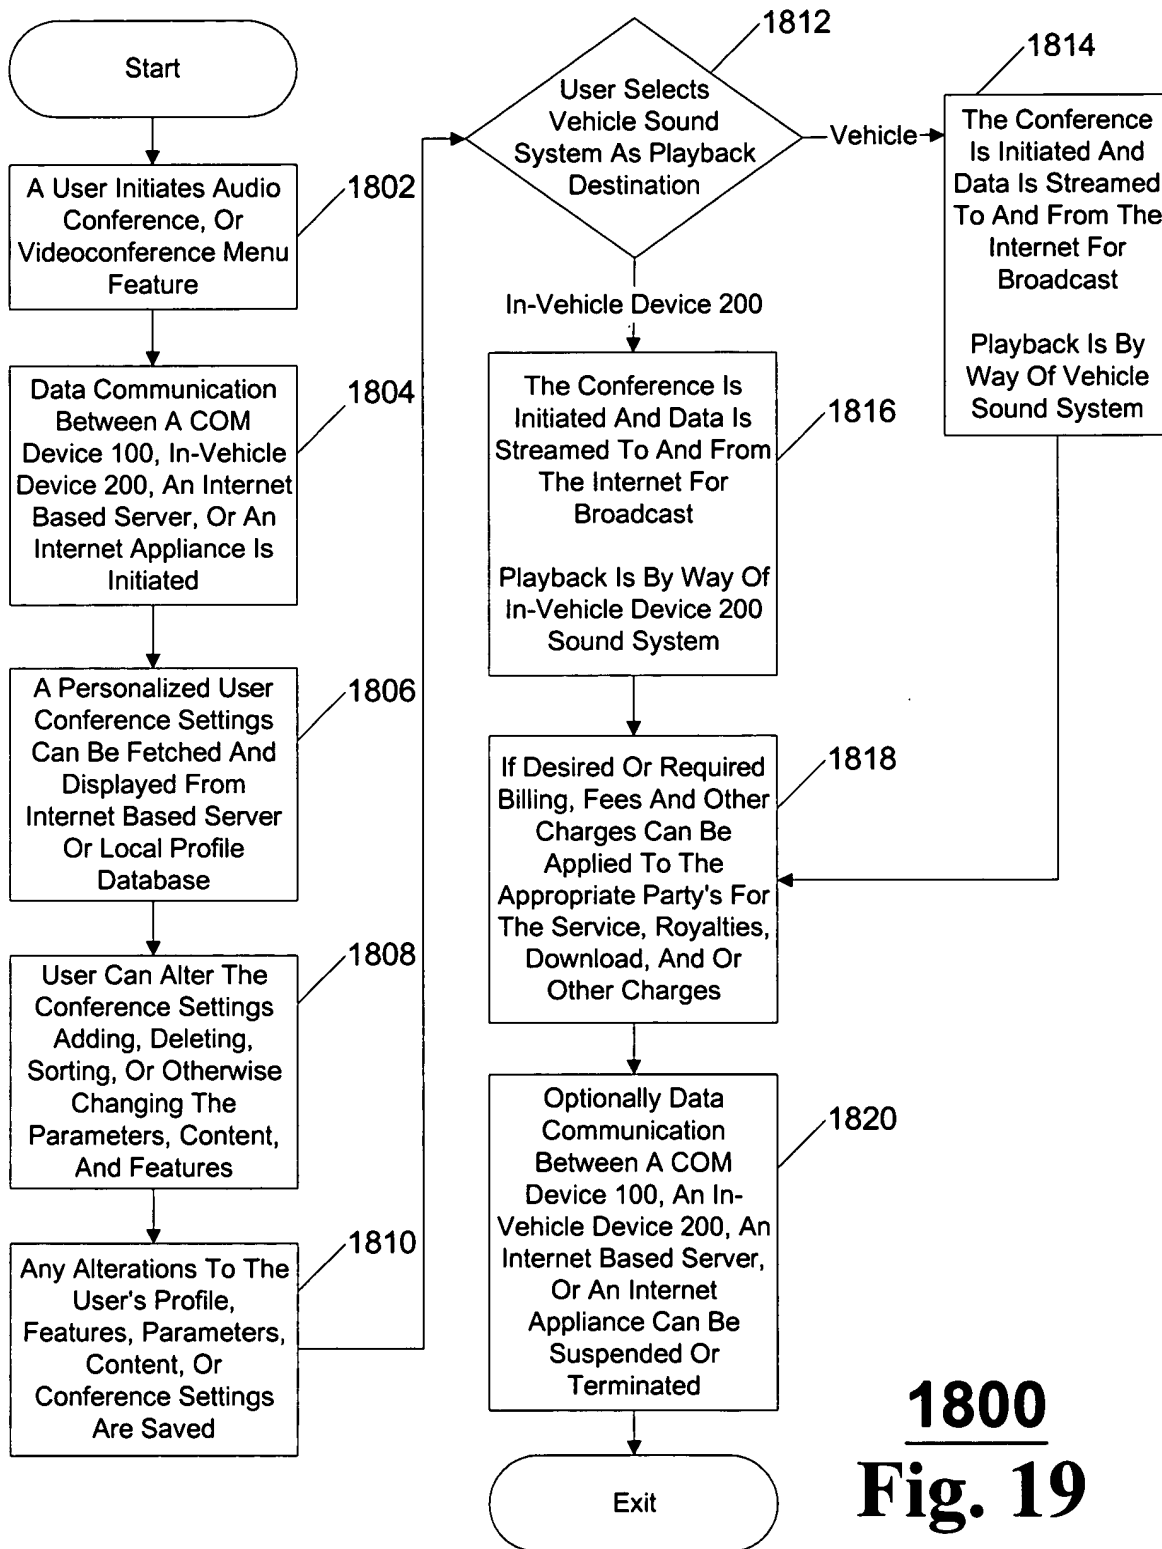 Start
A User Initiates Audio
Conference, Or
Videoconference Menu
Feature
1802
Data Communication
Between A COM
Device 100, In-Vehicle
Device 200, An Internet
Based Server, Or An
Internet Appliance Is
Initiated
1804
A Personalized User
Conference Settings
Can Be Fetched And
Displayed From
Internet Based Server
Or Local Profile
Database
1806
User Can Alter The
Conference Settings
Adding, Deleting,
Sorting, Or Otherwise
Changing The
Parameters, Content,
And Features
1808
Any Alterations To The
User's Profile,
Features, Parameters,
Content, Or
Conference Settings
Are Saved
1810
User Selects
Vehicle Sound
System As Playback
Destination
1812
Vehicle
In-Vehicle Device 200
The Conference
Is Initiated And
Data Is Streamed
To And From The
Internet For
Broadcast
Playback Is By
Way Of Vehicle
Sound System
1814
The Conference Is
Initiated And Data Is
Streamed To And From
The Internet For
Broadcast
Playback Is By Way Of
In-Vehicle Device 200
Sound System
1816
If Desired Or Required
Billing, Fees And Other
Charges Can Be
Applied To The
Appropriate Party's For
The Service, Royalties,
Download, And Or
Other Charges
1818
Optionally Data
Communication
Between A COM
Device 100, An In-
Vehicle Device 200, An
Internet Based Server,
Or An Internet
Appliance Can Be
Suspended Or
Terminated
1820
Exit
1800
Fig. 19